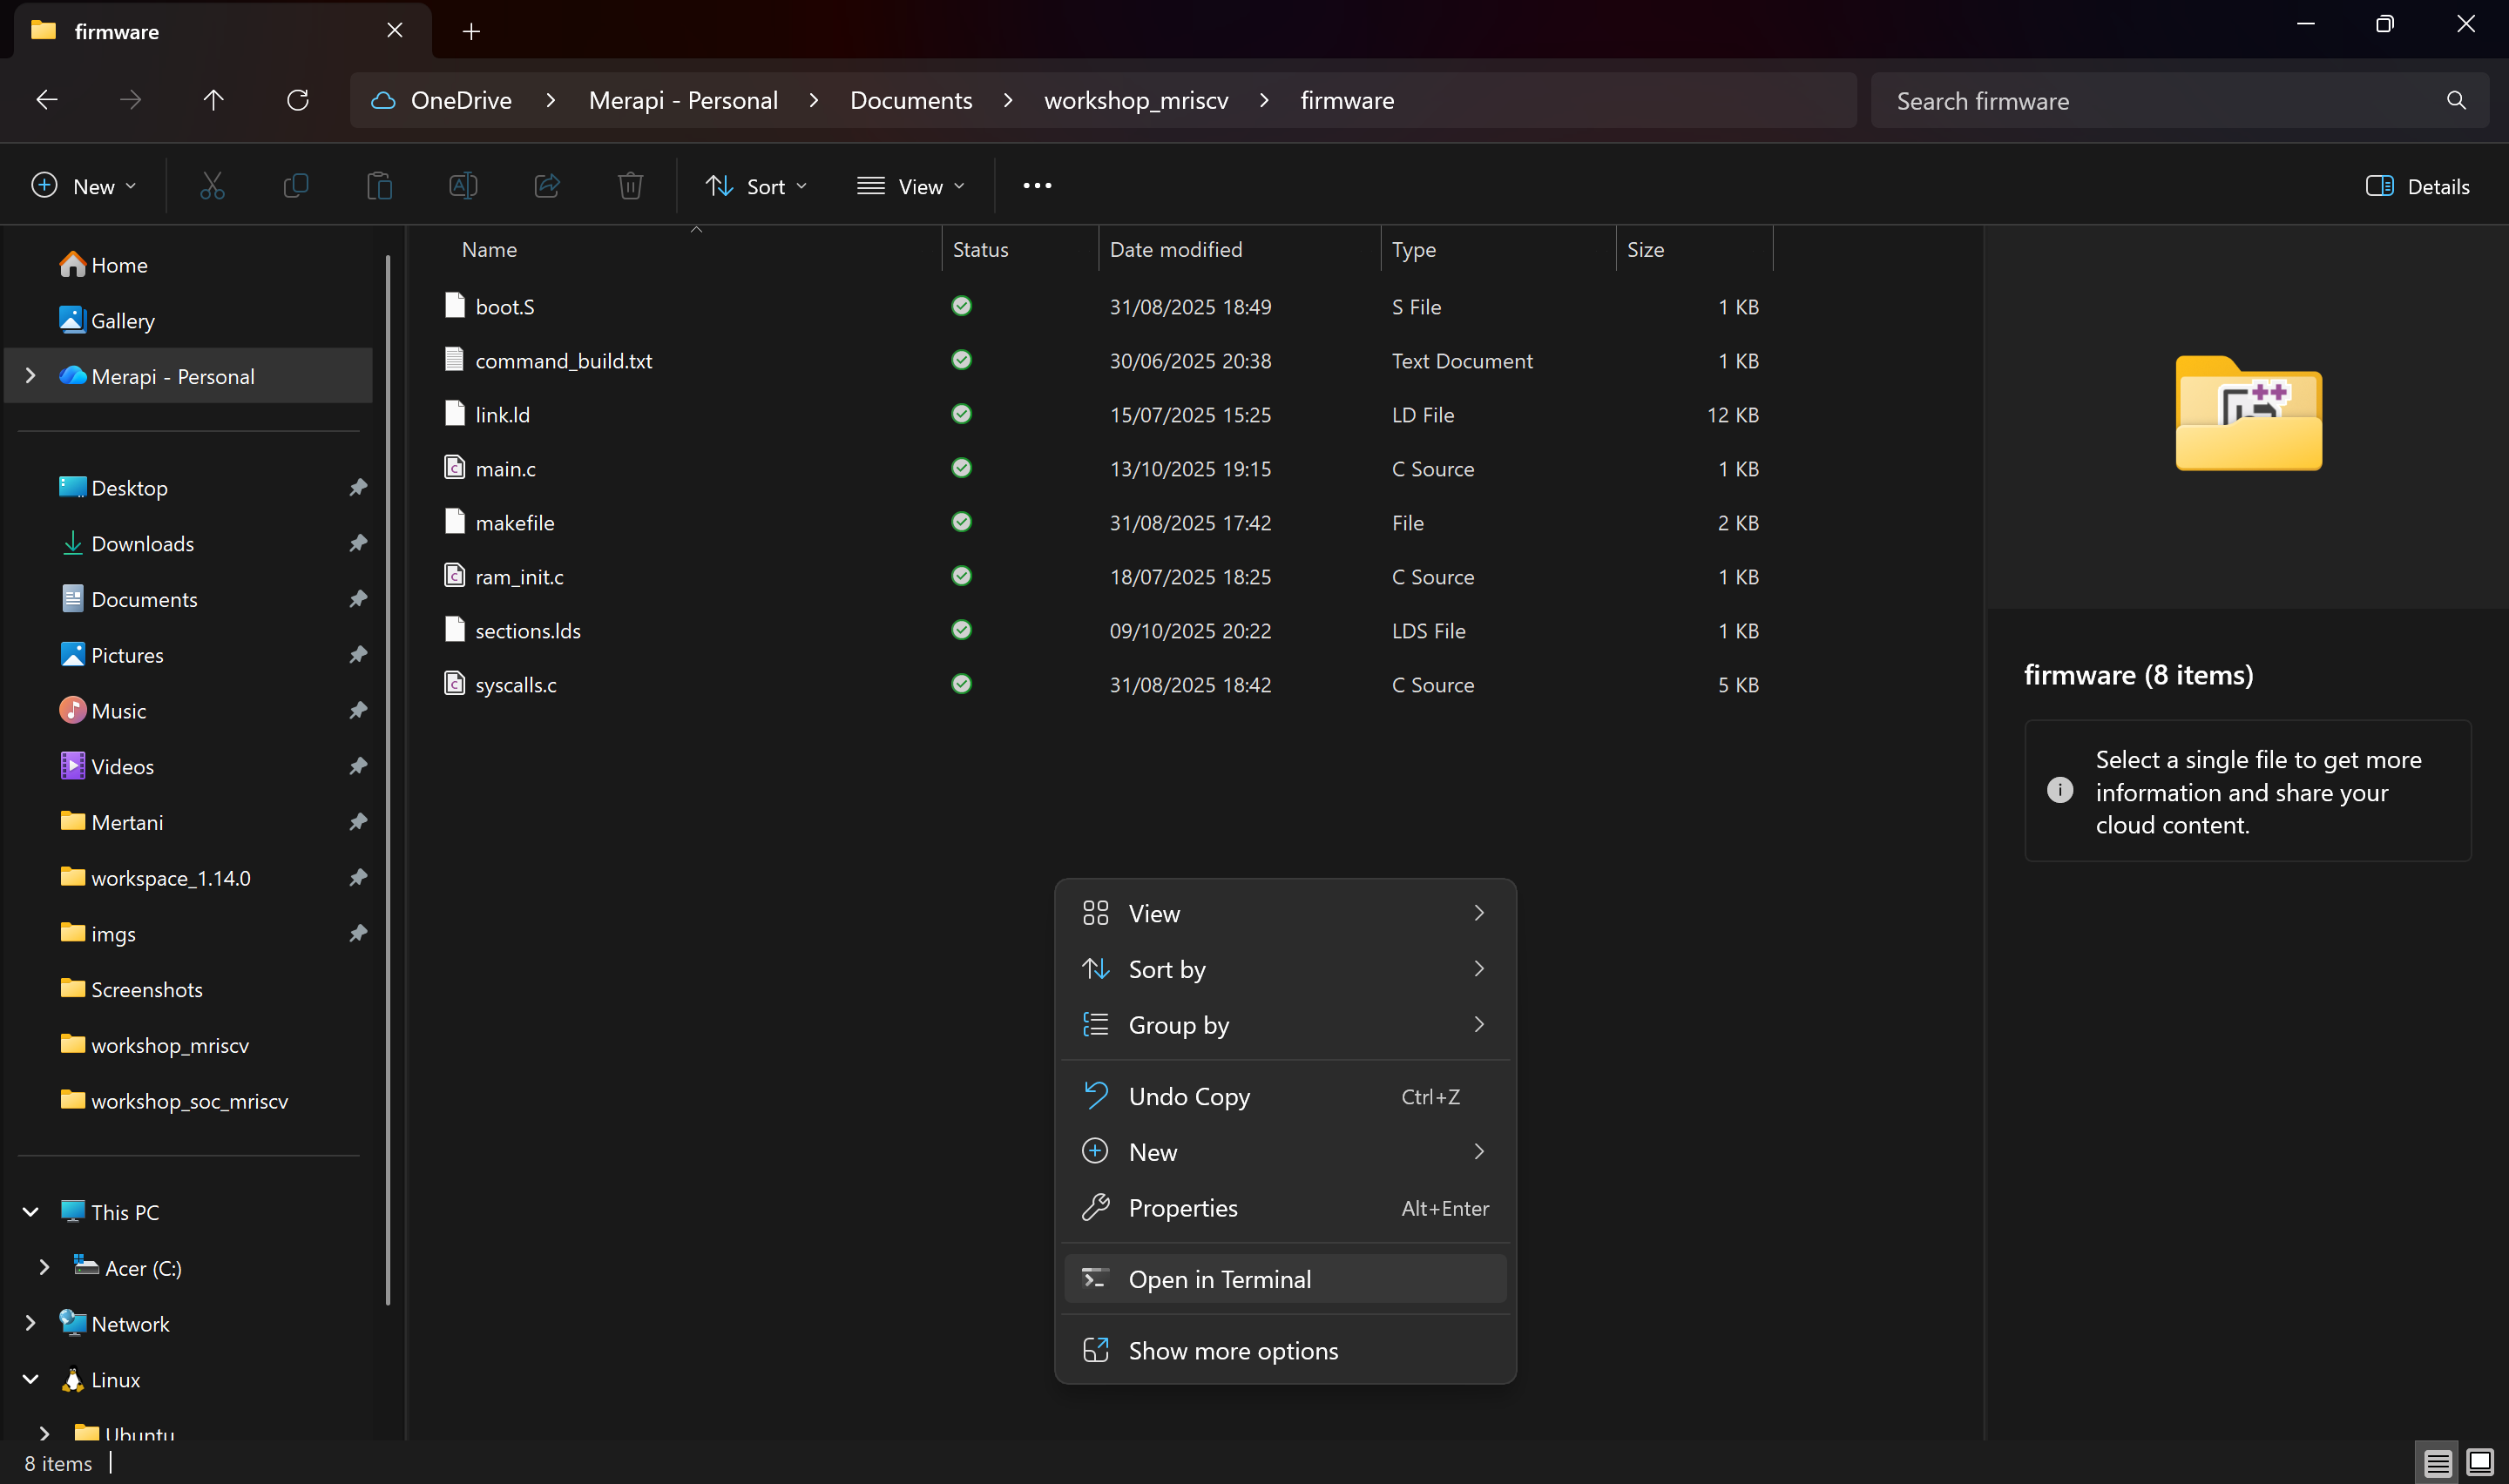 firmware
OneDrive > Merapi - Personal > Documents > workshop_mriscv > firmware
Search firmware
New
Sort
View
Details
Home
Gallery
Merapi - Personal
Desktop
Downloads
Documents
Pictures
Music
Videos
Mertani
workspace_1.14.0
imgs
Screenshots
workshop_mriscv
workshop_soc_mriscv
This PC
Acer (C:)
Network
Linux
Ubuntu
Name Status Date modified Type Size
boot.S 31/08/2025 18:49 S File 1 KB
command_build.txt 30/06/2025 20:38 Text Document 1 KB
link.ld 15/07/2025 15:25 LD File 12 KB
main.c 13/10/2025 19:15 C Source 1 KB
makefile 31/08/2025 17:42 File 2 KB
ram_init.c 18/07/2025 18:25 C Source 1 KB
sections.lds 09/10/2025 20:22 LDS File 1 KB
syscalls.c 31/08/2025 18:42 C Source 5 KB
View
Sort by
Group by
Undo Copy Ctrl+Z
New
Properties Alt+Enter
Open in Terminal
Show more options
firmware (8 items)
Select a single file to get more
information and share your
cloud content.
8 items